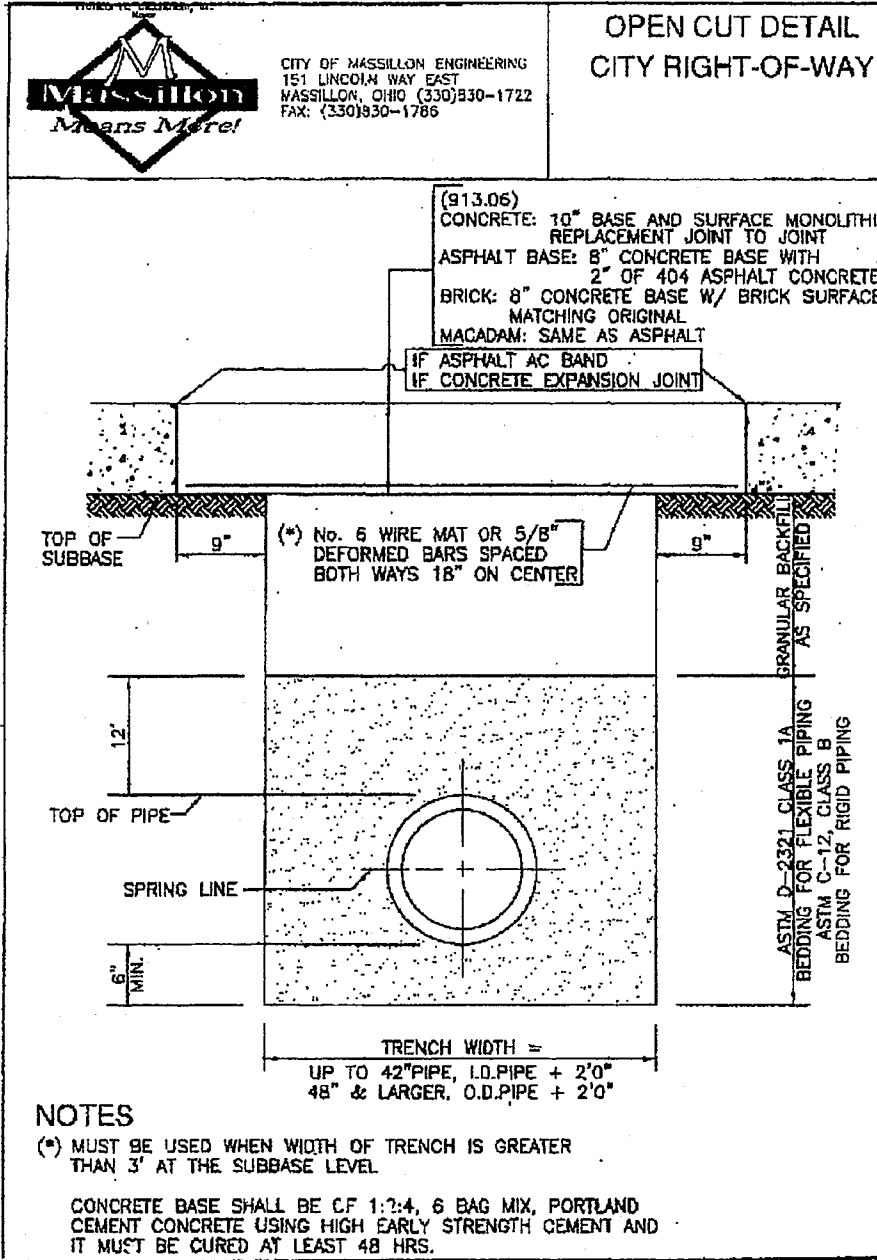 M
Massillon
Means More!
CITY OF MASSILLON ENGINEERING
151 LINCOLN WAY EAST
MASSILLON, OHIO (330)830-1722
FAX: (330)830-1786
OPEN CUT DETAIL
CITY RIGHT-OF-WAY
(913.06)
CONCRETE: 10" BASE AND SURFACE MONOLITHI
REPLACEMENT JOINT TO JOINT
ASPHALT BASE: 8" CONCRETE BASE WITH
2" OF 404 ASPHALT CONCRETE
BRICK: 8" CONCRETE BASE W/ BRICK SURFACE
MATCHING ORIGINAL
MACADAM: SAME AS ASPHALT
IF ASPHALT AC BAND
IF CONCRETE EXPANSION JOINT
TOP OF
SUBBASE
9"
(*) No. 6 WIRE MAT OR 5/8"
DEFORMED BARS SPACED
BOTH WAYS 18" ON CENTER
9"
GRANULAR BACKFILL
AS SPECIFIED
12"
TOP OF PIPE
SPRING LINE
6"
MIN.
ASTM D-2321 CLASS 1A
BEDDING FOR FLEXIBLE PIPING
ASTM C-12, CLASS B
BEDDING FOR RIGID PIPING
TRENCH WIDTH =
UP TO 42"PIPE, I.D.PIPE + 2'0"
48" & LARGER, O.D.PIPE + 2'0"
NOTES
(*) MUST BE USED WHEN WIDTH OF TRENCH IS GREATER
THAN 3' AT THE SUBBASE LEVEL
CONCRETE BASE SHALL BE OF 1:2:4, 6 BAG MIX, PORTLAND
CEMENT CONCRETE USING HIGH EARLY STRENGTH CEMENT AND
IT MUST BE CURED AT LEAST 48 HRS.